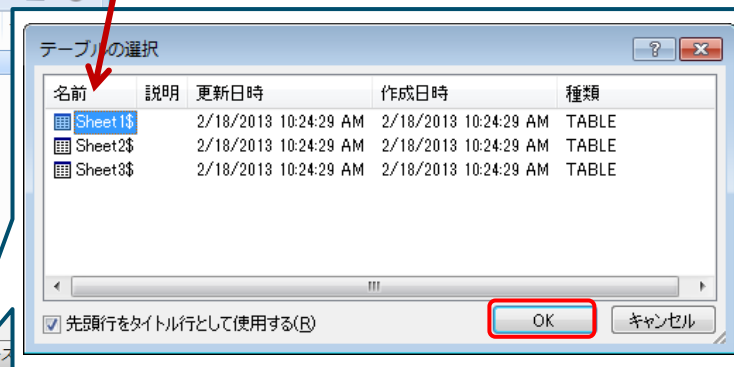 テーブルの選択
名前 説明 更新日時 作成日時 種類
Sheet1$ 2/18/2013 10:24:29 AM 2/18/2013 10:24:29 AM TABLE
Sheet2$ 2/18/2013 10:24:29 AM 2/18/2013 10:24:29 AM TABLE
Sheet3$ 2/18/2013 10:24:29 AM 2/18/2013 10:24:29 AM TABLE
先頭行をタイトル行として使用する(R) OK キャンセル